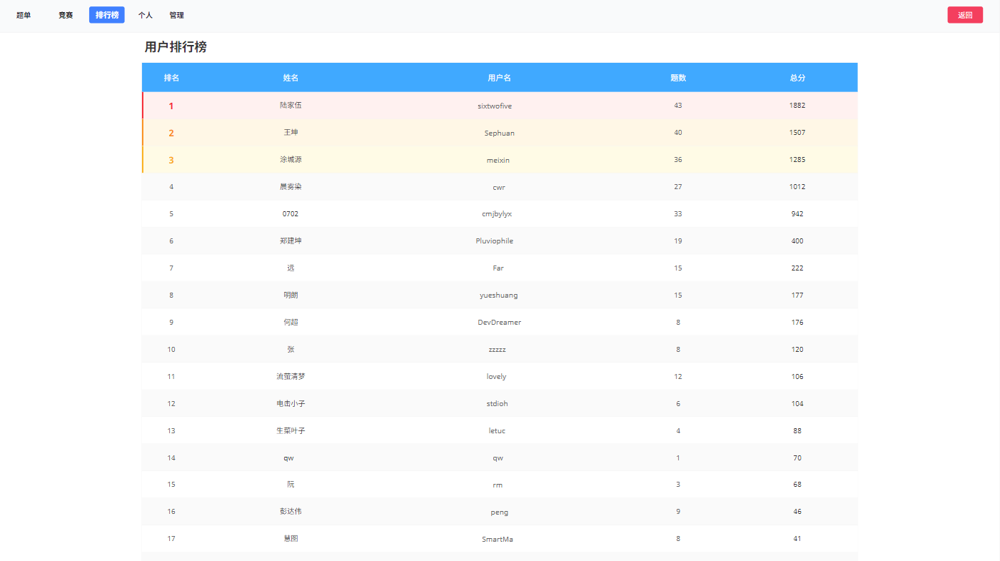 题单 竞赛 排行榜 个人 管理 返回
用户排行榜
排名 姓名 用户名 题数 总分
1 陆家伍 sixtwofive 43 1882
2 王坤 Sephuan 40 1507
3 涂城源 meixin 36 1285
4 晨雾染 cwr 27 1012
5 0702 cmjbylyx 33 942
6 郑建坤 Pluviophile 19 400
7 远 Far 15 222
8 明朗 yueshuang 15 177
9 何超 DevDreamer 8 176
10 张 zzzzz 8 120
11 流萤清梦 lovely 12 106
12 电击小子 stdioh 6 104
13 生菜叶子 letuc 4 88
14 qw qw 1 70
15 阮 rm 3 68
16 彭达伟 peng 9 46
17 慧图 SmartMa 8 41